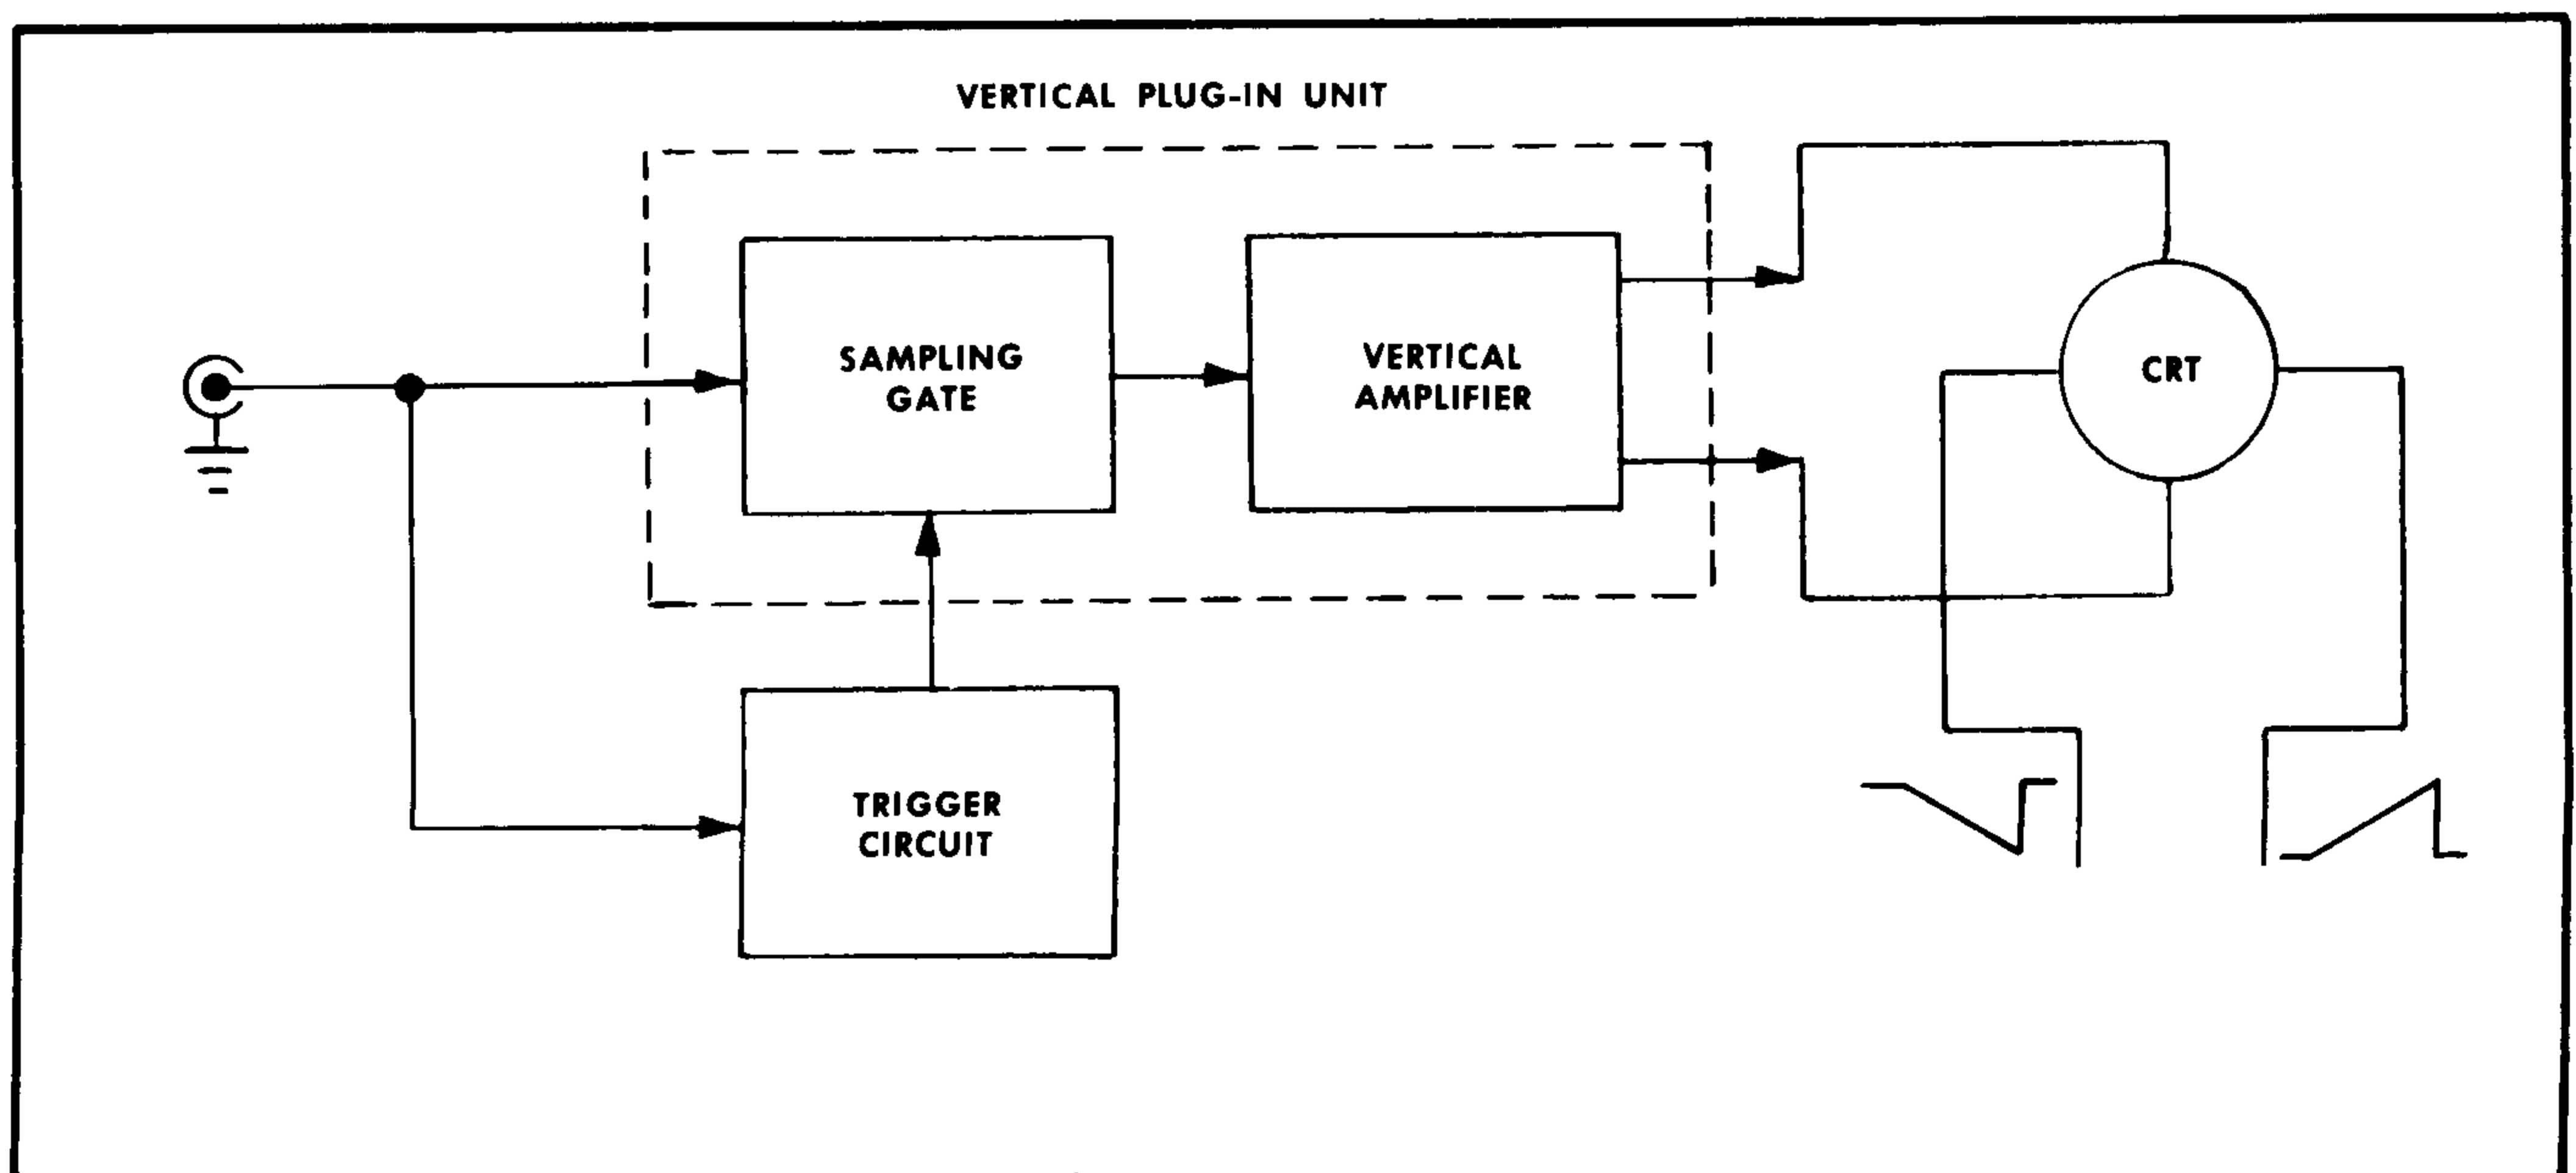 VERTICAL PLUG-IN UNIT
SAMPLING
GATE
VERTICAL
AMPLIFIER
CRT
TRIGGER
CIRCUIT